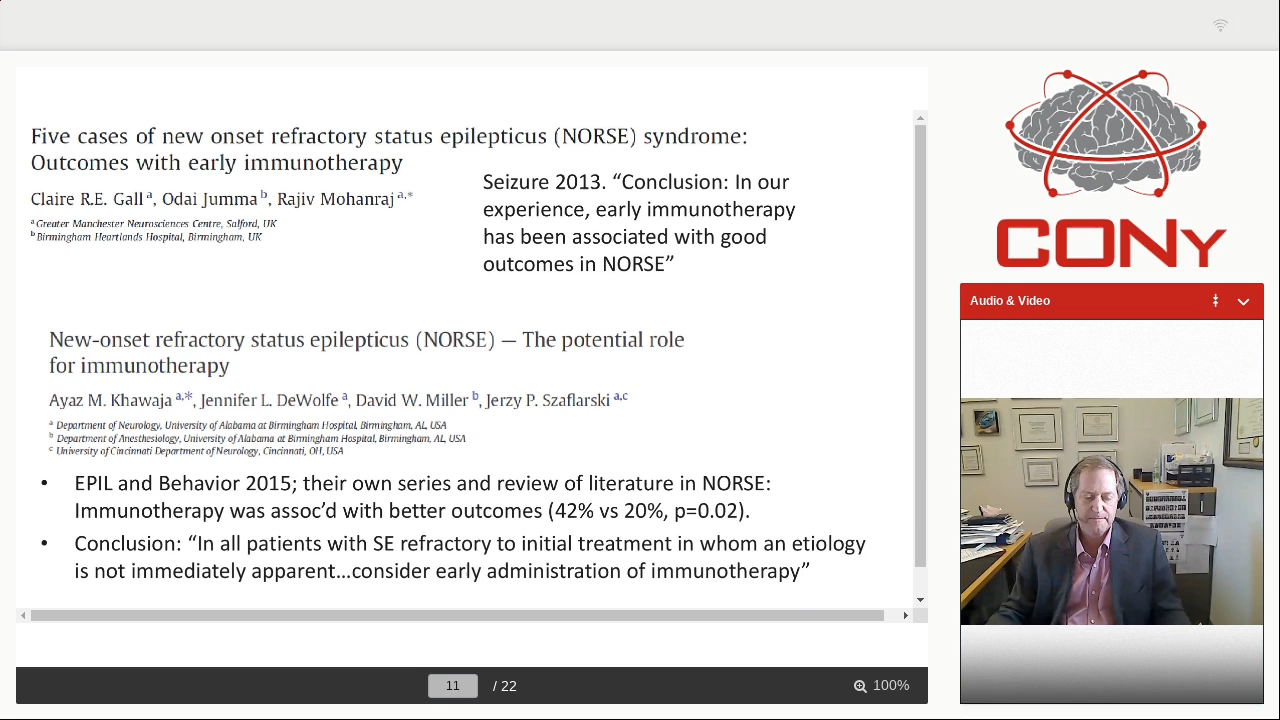 Five cases of new onset refractory status epilepticus (NORSE) syndrome:
Outcomes with early immunotherapy
Claire R.E. Gall a, Odai Jumma b, Rajiv Mohanraj a,*
a Greater Manchester Neurosciences Centre, Salford, UK
b Birmingham Heartlands Hospital, Birmingham, UK
Seizure 2013. “Conclusion: In our
experience, early immunotherapy
has been associated with good
outcomes in NORSE”
New-onset refractory status epilepticus (NORSE) — The potential role
for immunotherapy
Ayaz M. Khawaja a,*, Jennifer L. DeWolfe a, David W. Miller b, Jerzy P. Szaflarski a,c
a Department of Neurology, University of Alabama at Birmingham Hospital, Birmingham, AL, USA
b Department of Anesthesiology, University of Alabama at Birmingham Hospital, Birmingham, AL, USA
c University of Cincinnati Department of Neurology, Cincinnati, OH, USA
• EPIL and Behavior 2015; their own series and review of literature in NORSE:
Immunotherapy was assoc’d with better outcomes (42% vs 20%, p=0.02).
• Conclusion: “In all patients with SE refractory to initial treatment in whom an etiology
is not immediately apparent…consider early administration of immunotherapy”
11 / 22
100%
CONy
Audio & Video